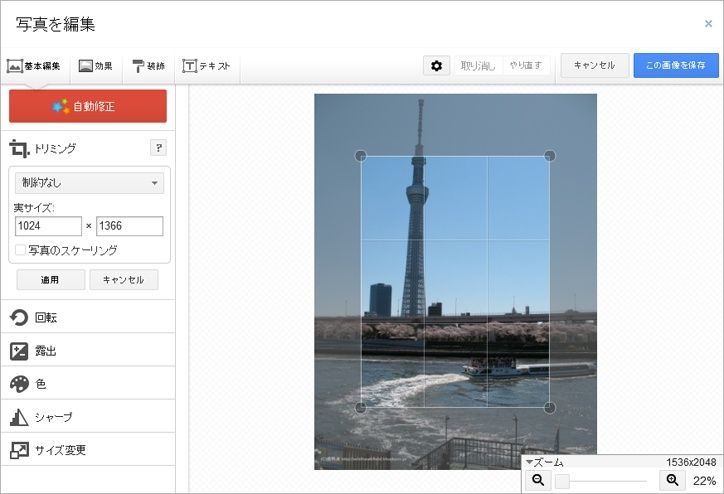 写真を編集
×
基本編集 効果 装飾 テキスト 取り消し やり直す キャンセル この画像を保存
自動修正
トリミング ?
制約なし
実サイズ:
1024 × 1366
写真のスケーリング
適用 キャンセル
回転
露出
色
シャープ
サイズ変更
ズーム 1536x2048
22%